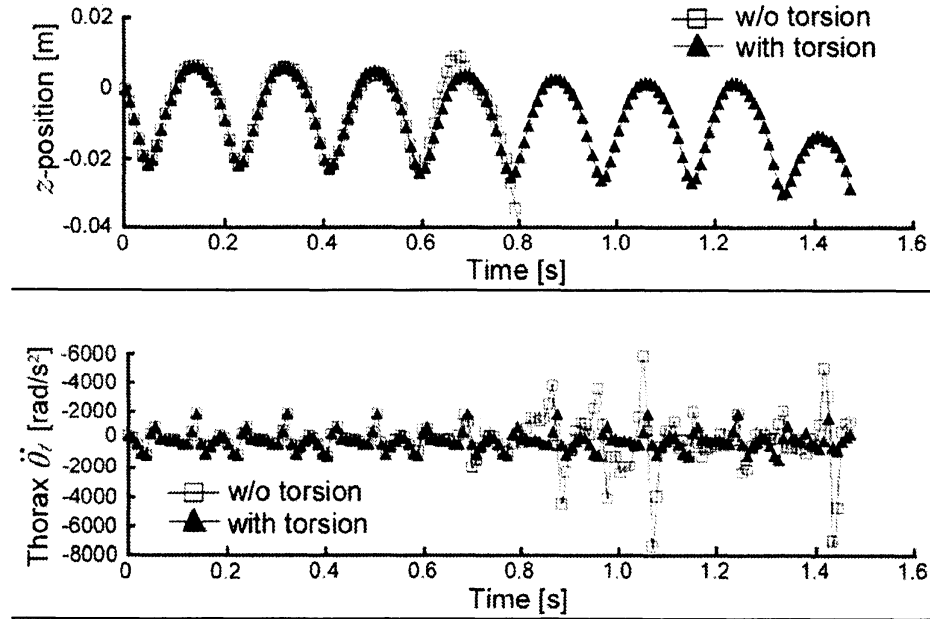 0.02
0
-0.02
-0.04
z-position [m]
w/o torsion
with torsion
0 0.2 0.4 0.6 0.8 1.0 1.2 1.4 1.6
Time [s]
-6000
-4000
-2000
0
-2000
-4000
-6000
-8000
Thorax [rad/s²]
w/o torsion
with torsion
0 0.2 0.4 0.6 0.8 1.0 1.2 1.4 1.6
Time [s]